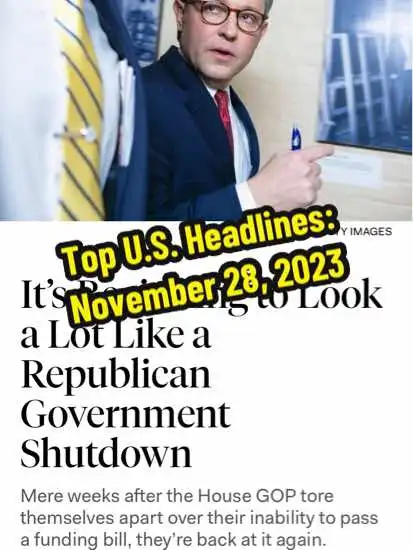 Y IMAGES
Top U.S. Headlines:
November 28, 2023
It's to Look
a Lot Like a
Republican
Government
Shutdown
Mere weeks after the House GOP tore
themselves apart over their inability to pass
a funding bill, they're back at it again.